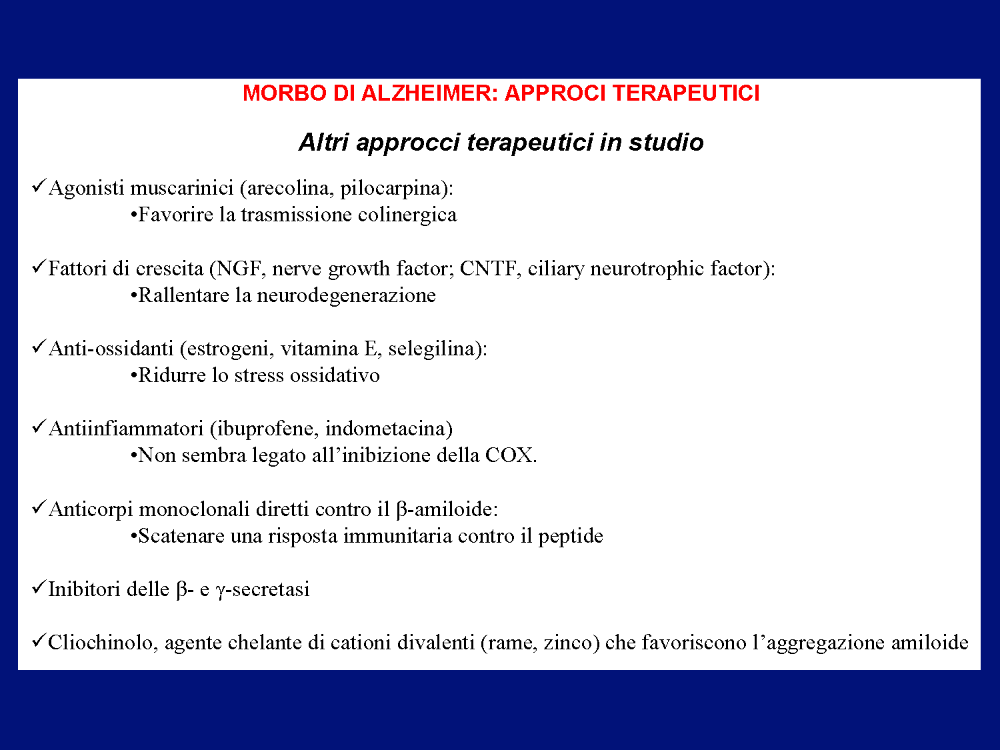 MORBO DI ALZHEIMER: APPROCI TERAPEUTICI
Altri approcci terapeutici in studio
✓Agonisti muscarinici (arecolina, pilocarpina):
•Favorire la trasmissione colinergica
✓Fattori di crescita (NGF, nerve growth factor; CNTF, ciliary neurotrophic factor):
•Rallentare la neurodegenerazione
✓Anti-ossidanti (estrogeni, vitamina E, selegilina):
•Ridurre lo stress ossidativo
✓Antiinfiammatori (ibuprofene, indometacina)
•Non sembra legato all’inibizione della COX.
✓Anticorpi monoclonali diretti contro il β-amiloide:
•Scatenare una risposta immunitaria contro il peptide
✓Inibitori delle β- e γ-secretasi
✓Cliochinolo, agente chelante di cationi divalenti (rame, zinco) che favoriscono l’aggregazione amiloide